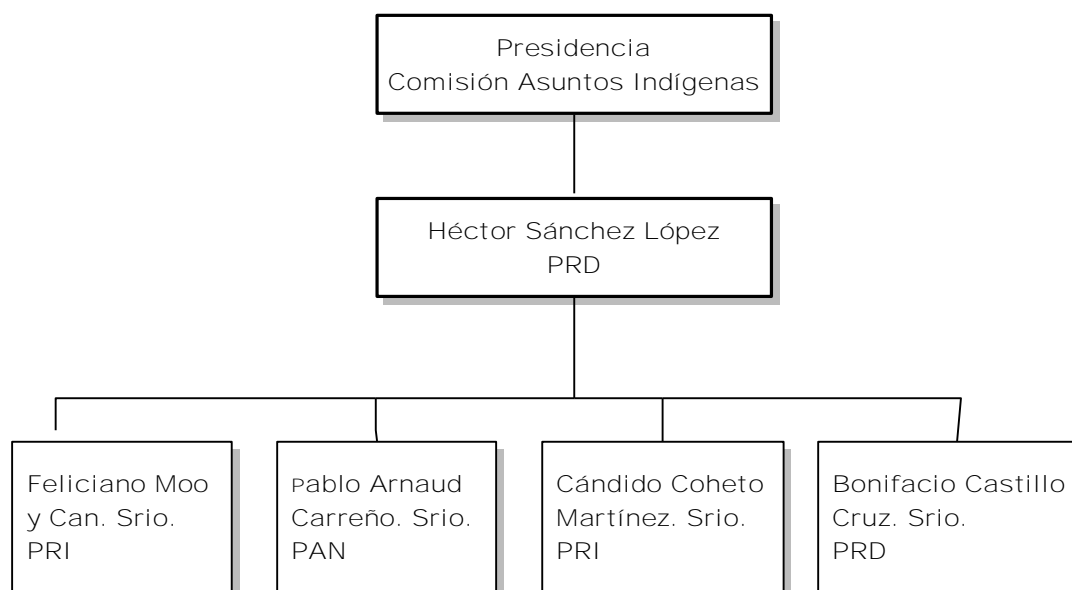 Presidencia
Comisión Asuntos Indígenas
Héctor Sánchez López
PRD
Feliciano Moo
y Can. Srio.
PRI
Pablo Arnaud
Carreño. Srio.
PAN
Cándido Coheto
Martínez. Srio.
PRI
Bonifacio Castillo
Cruz. Srio.
PRD